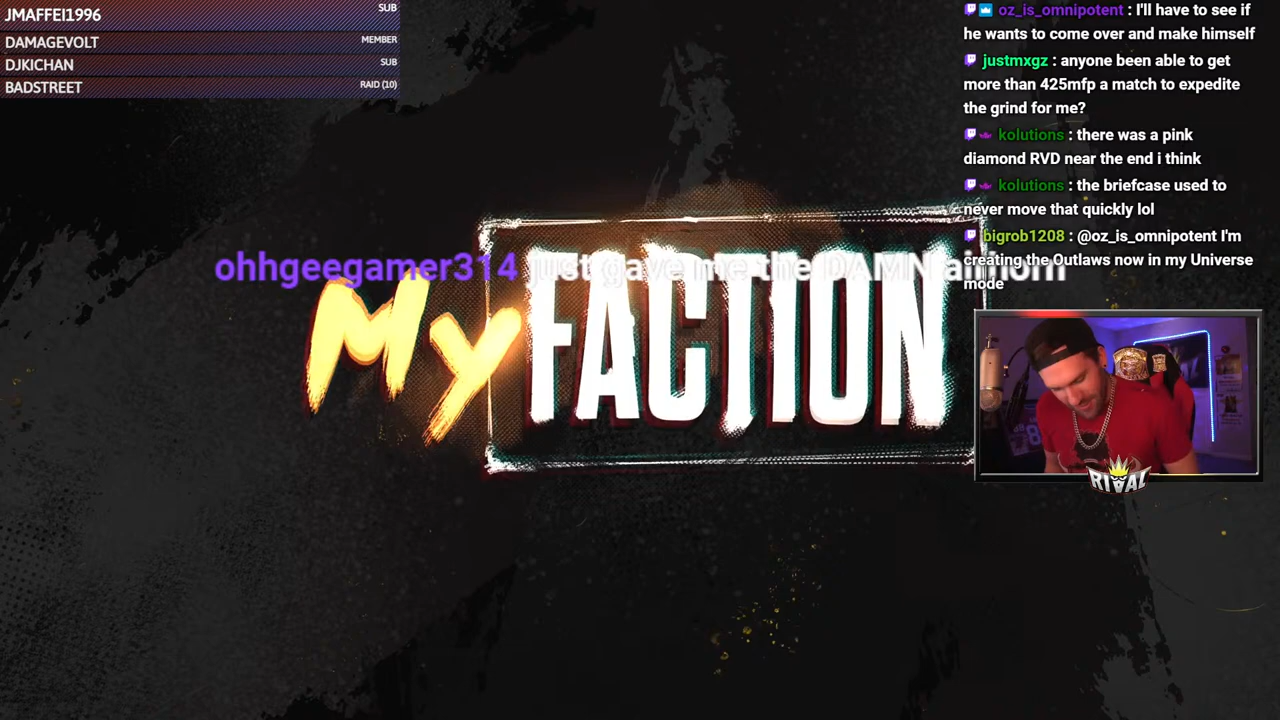 JMAFFEI1996 SUB
DAMAGEVOLT MEMBER
DJKICHAN SUB
BADSTREET RAID (10)
oz_is_omnipotent : I'll have to see if
he wants to come over and make himself
justmxgz : anyone been able to get
more than 425mfp a match to expedite
the grind for me?
kolutions : there was a pink
diamond RVD near the end i think
kolutions : the briefcase used to
never move that quickly lol
bigrob1208 : @oz_is_omnipotent I'm
creating the Outlaws now in my Universe
mode
ohhgeegamer314 just gave me the DAMN airhorn
My FACTION
RIVAL